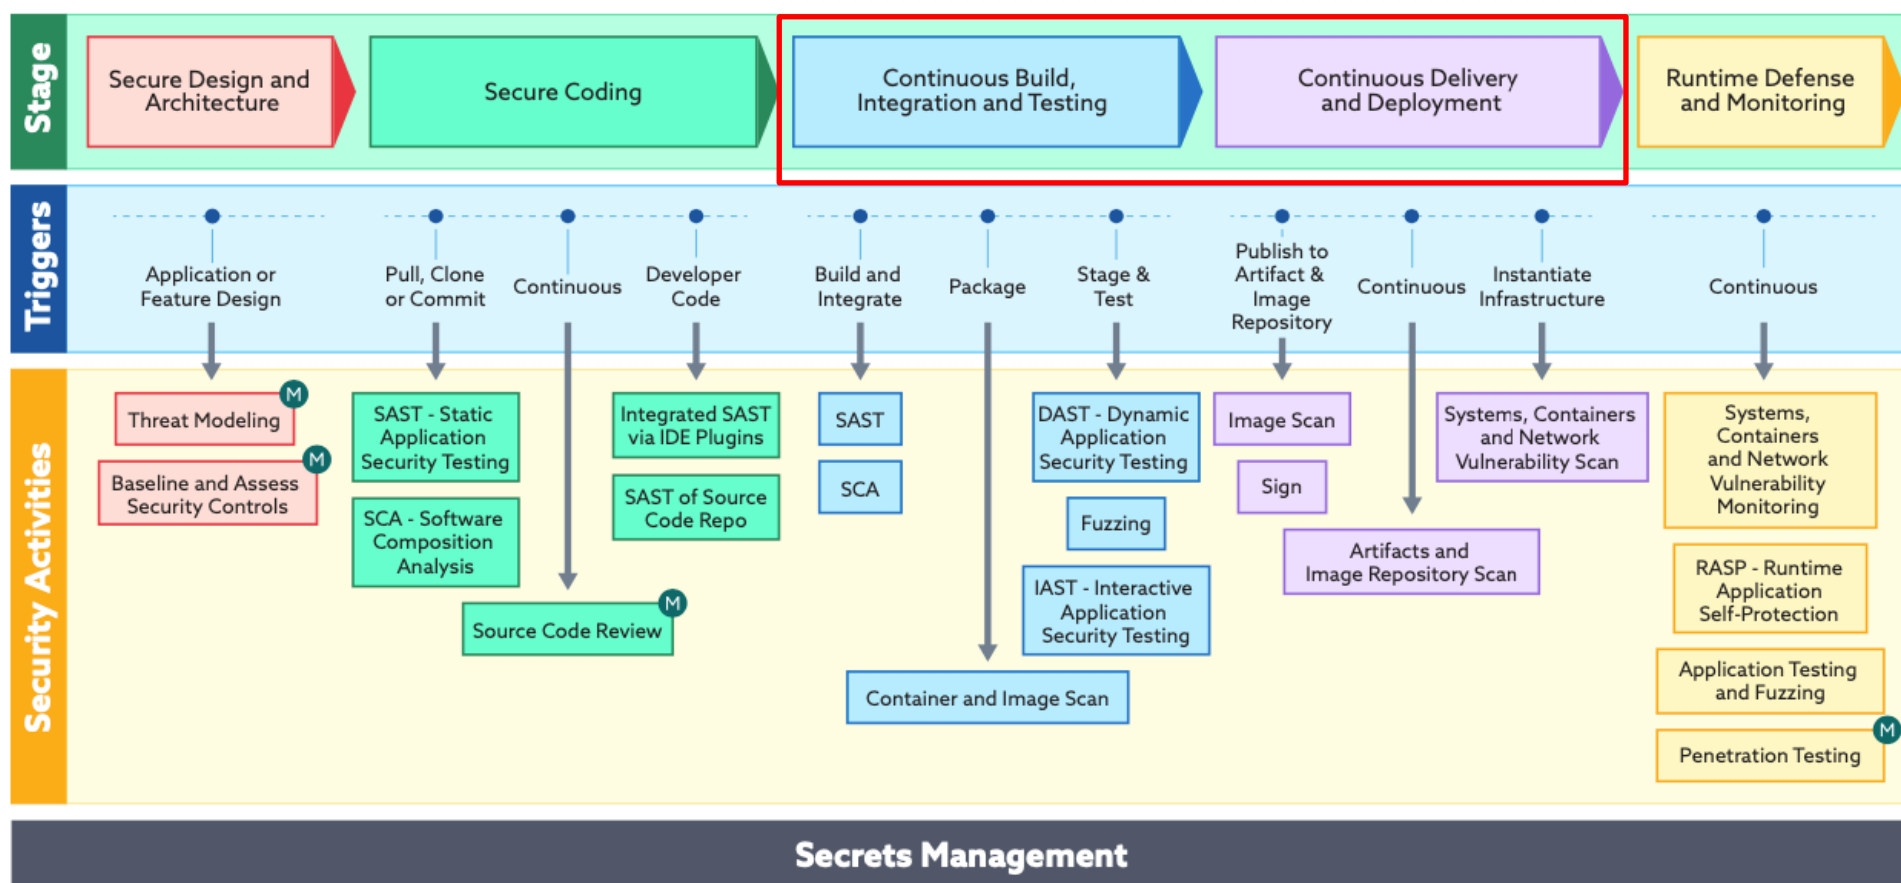 Stage
Secure Design and
Architecture
Secure Coding
Continuous Build,
Integration and Testing
Continuous Delivery
and Deployment
Runtime Defense
and Monitoring
Triggers
Application or
Feature Design
Pull, Clone
or Commit
Continuous
Developer
Code
Build and
Integrate
Package
Stage &
Test
Publish to
Artifact &
Image
Repository
Continuous
Instantiate
Infrastructure
Continuous
Security Activities
Threat Modeling
M
Baseline and Assess
Security Controls
M
SAST - Static
Application
Security Testing
SCA - Software
Composition
Analysis
Source Code Review
M
Integrated SAST
via IDE Plugins
SAST of Source
Code Repo
SAST
SCA
Container and Image Scan
DAST - Dynamic
Application
Security Testing
Fuzzing
IAST - Interactive
Application
Security Testing
Image Scan
Sign
Artifacts and
Image Repository Scan
Systems, Containers
and Network
Vulnerability Scan
Systems,
Containers
and Network
Vulnerability
Monitoring
RASP - Runtime
Application
Self-Protection
Application Testing
and Fuzzing
Penetration Testing
M
Secrets Management